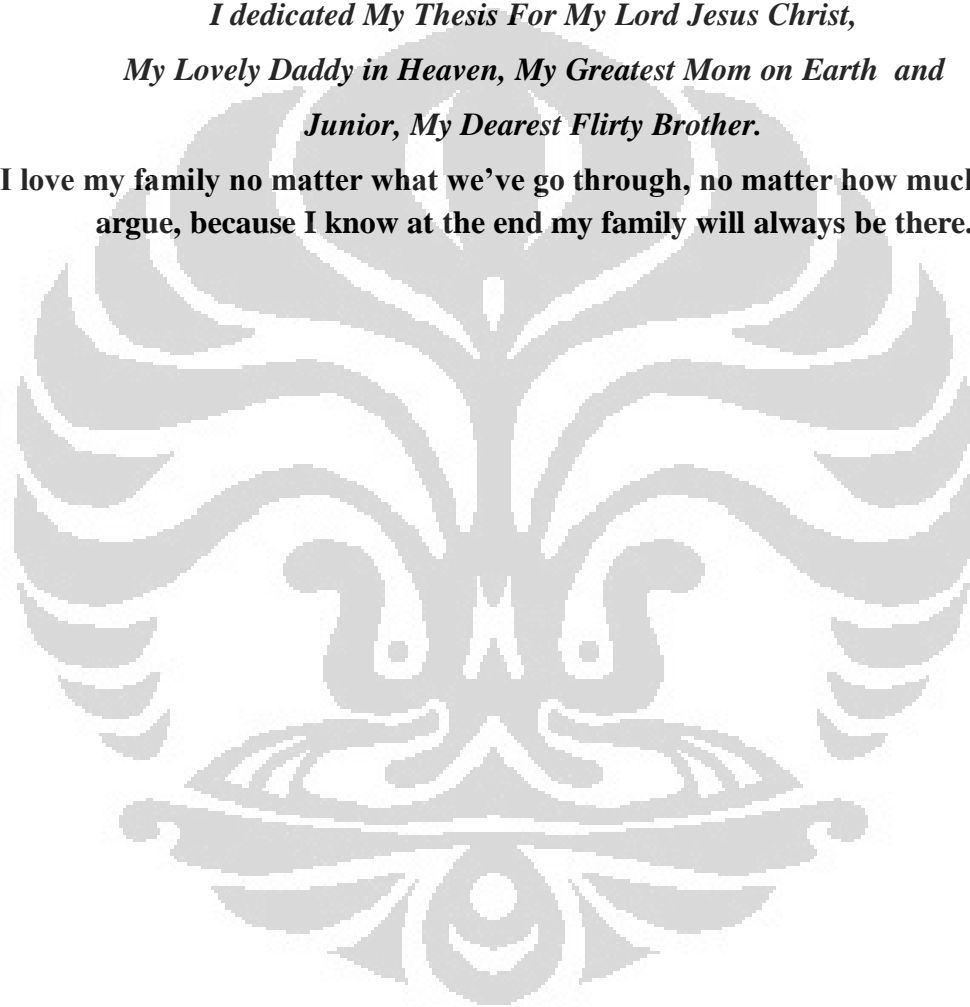 I dedicated My Thesis For My Lord Jesus Christ,
My Lovely Daddy in Heaven, My Greatest Mom on Earth and
Junior, My Dearest Flirty Brother.
I love my family no matter what we’ve go through, no matter how much
argue, because I know at the end my family will always be there.